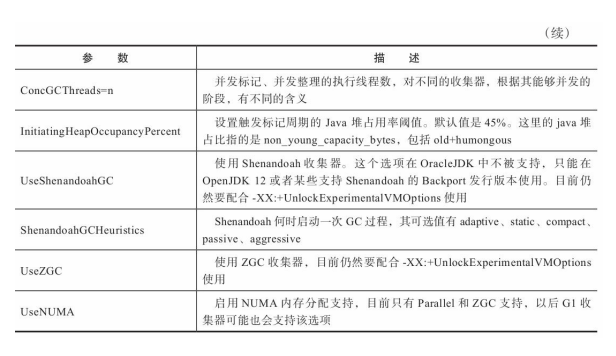 （续）
参　　数　　描　　述
ConcGCThreads=n
并发标记、并发整理的执行线程数，对不同的收集器，根据其能够并发的
阶段，有不同的含义
InitiatingHeapOccupancyPercent
设置触发标记周期的 Java 堆占用率阈值。默认值是 45%。这里的 java 堆
占比指的是 non_young_capacity_bytes，包括 old+humongous
UseShenandoahGC
使用 Shenandoah 收集器。这个选项在 OracleJDK 中不被支持，只能在
OpenJDK 12 或者某些支持 Shenandoah 的 Backport 发行版本使用。目前仍
然要配合 -XX:+UnlockExperimentalVMOptions 使用
ShenandoahGCHeuristics
Shenandoah 何时启动一次 GC 过程，其可选值有 adaptive、static、compact、
passive、aggressive
UseZGC
使用 ZGC 收集器，目前仍然要配合 -XX:+UnlockExperimentalVMOptions
使用
UseNUMA
启用 NUMA 内存分配支持，目前只有 Parallel 和 ZGC 支持，以后 G1 收
集器可能也会支持该选项